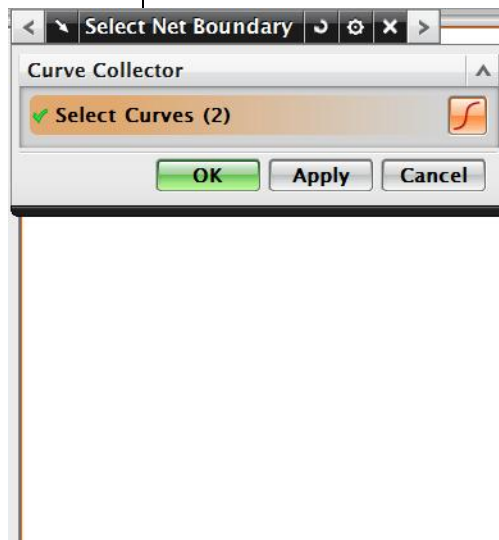 Select Net Boundary
Curve Collector
Select Curves (2)
OK Apply Cancel